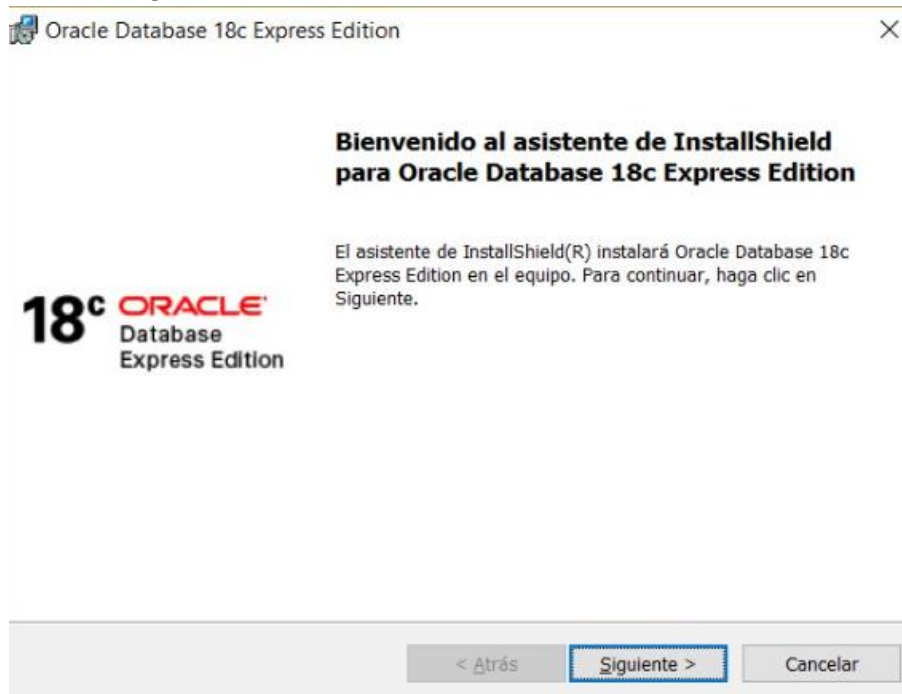 Oracle Database 18c Express Edition
Bienvenido al asistente de InstallShield
para Oracle Database 18c Express Edition
El asistente de InstallShield(R) instalará Oracle Database 18c
Express Edition en el equipo. Para continuar, haga clic en
Siguiente.
18c ORACLE
Database
Express Edition
< Atrás Siguiente > Cancelar